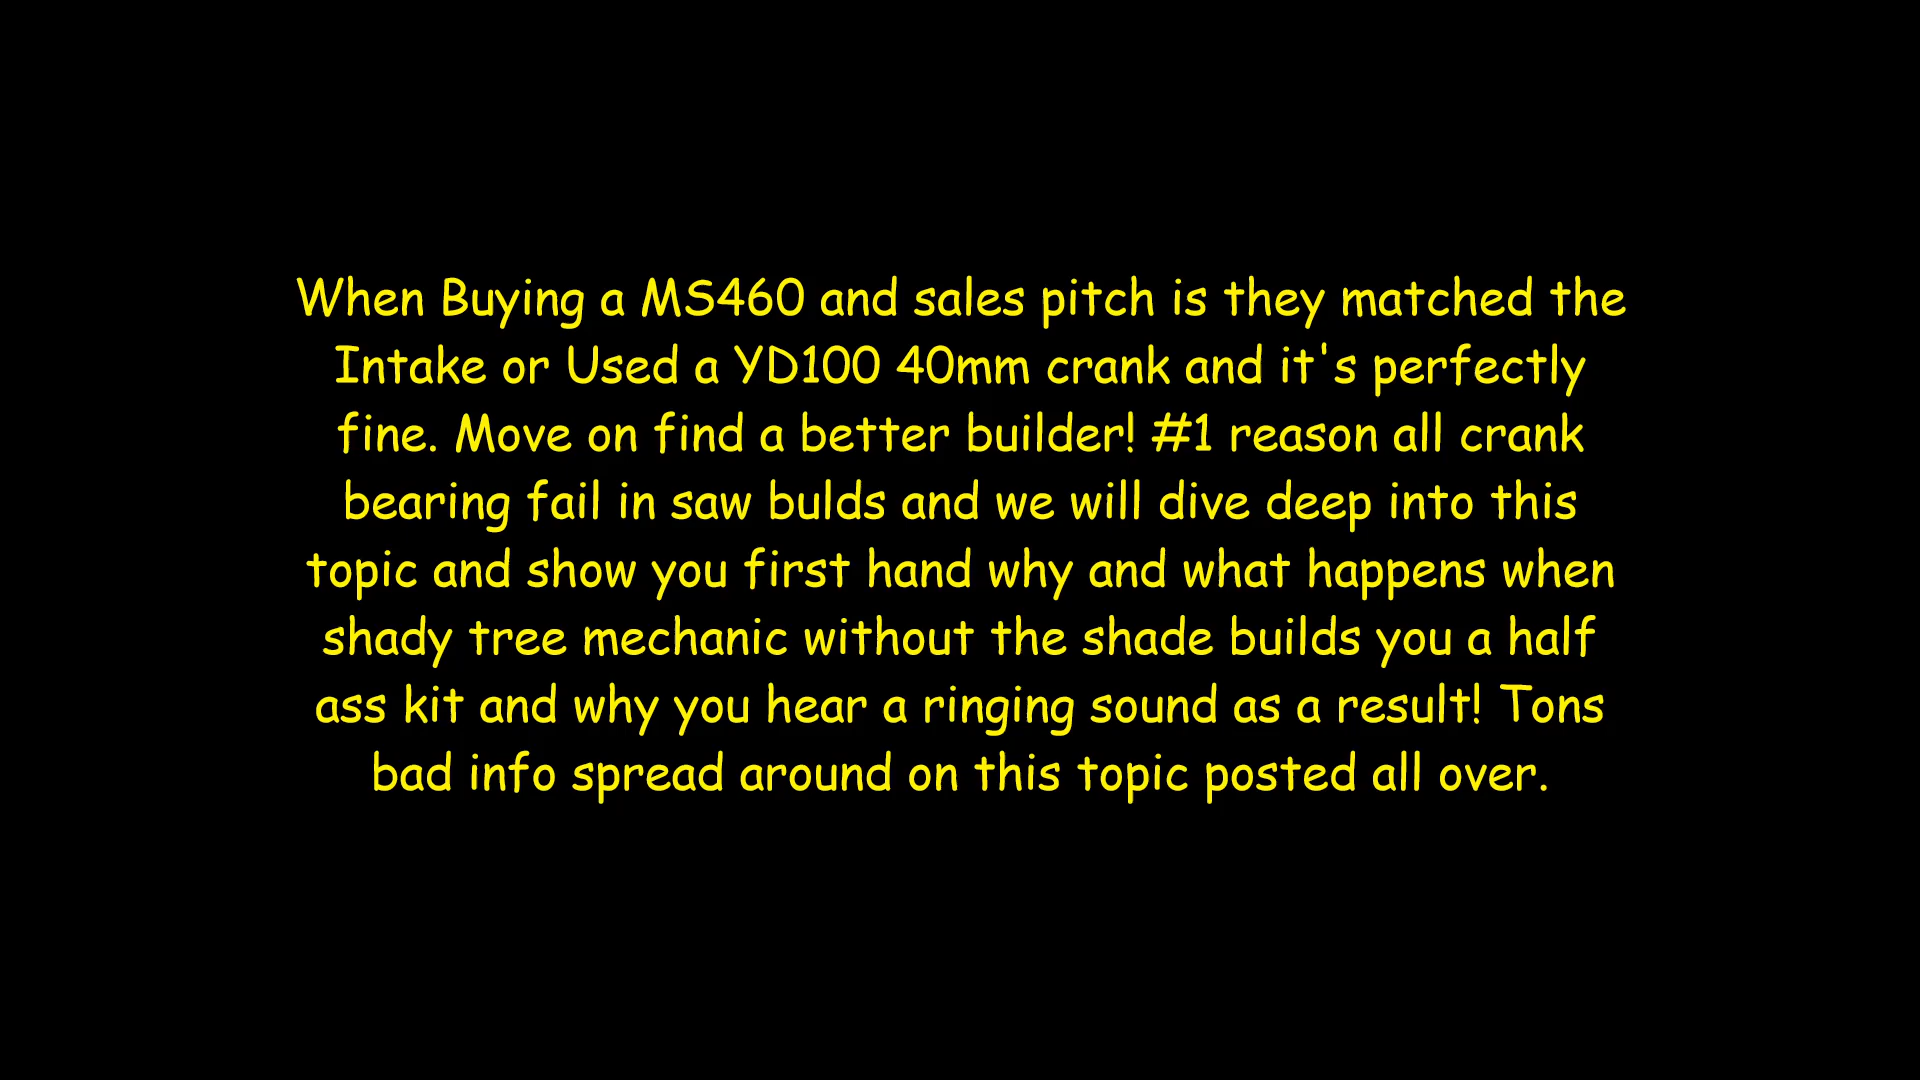 When Buying a MS460 and sales pitch is they matched the
Intake or Used a YD100 40mm crank and it's perfectly
fine. Move on find a better builder! #1 reason all crank
bearing fail in saw bulds and we will dive deep into this
topic and show you first hand why and what happens when
shady tree mechanic without the shade builds you a half
ass kit and why you hear a ringing sound as a result! Tons
bad info spread around on this topic posted all over.